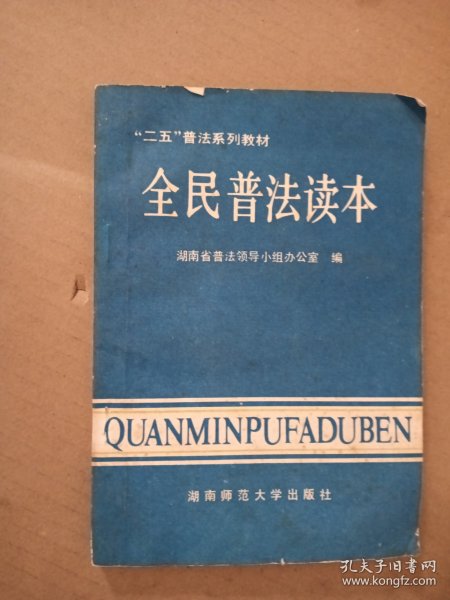 “二五”普法系列教材
全民普法读本
湖南省普法领导小组办公室 编
QUANMINPUFADUBEN
湖南师范大学出版社
孔夫子旧书网
www.kongfz.com